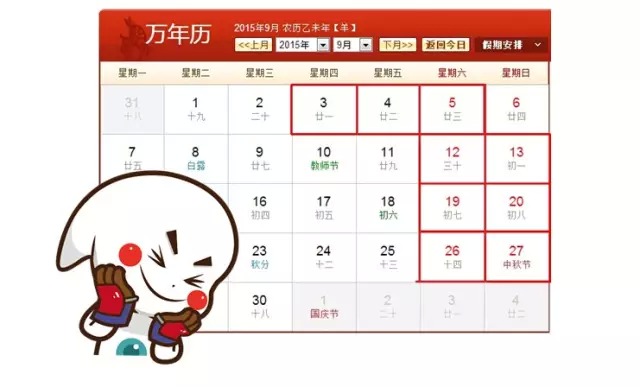 万年历
2015年9月 农历乙未年【羊】
<<上月 2015年 9月 下月>> 返回今日 假期安排
星期一 星期二 星期三 星期四 星期五 星期六 星期日
31 1 2 3 4 5 6
十八 十九 二十 廿一 廿二 廿三 廿四
7 8 9 10 11 12 13
廿五 白露 廿七 教师节 廿九 三十 初一
16 17 18 19 20
初四 初五 初六 初七 初八
23 24 25 26 27
秋分 十二 十三 十四 中秋节
30 1 2 3 4
十八 国庆节 二十 廿一 廿二